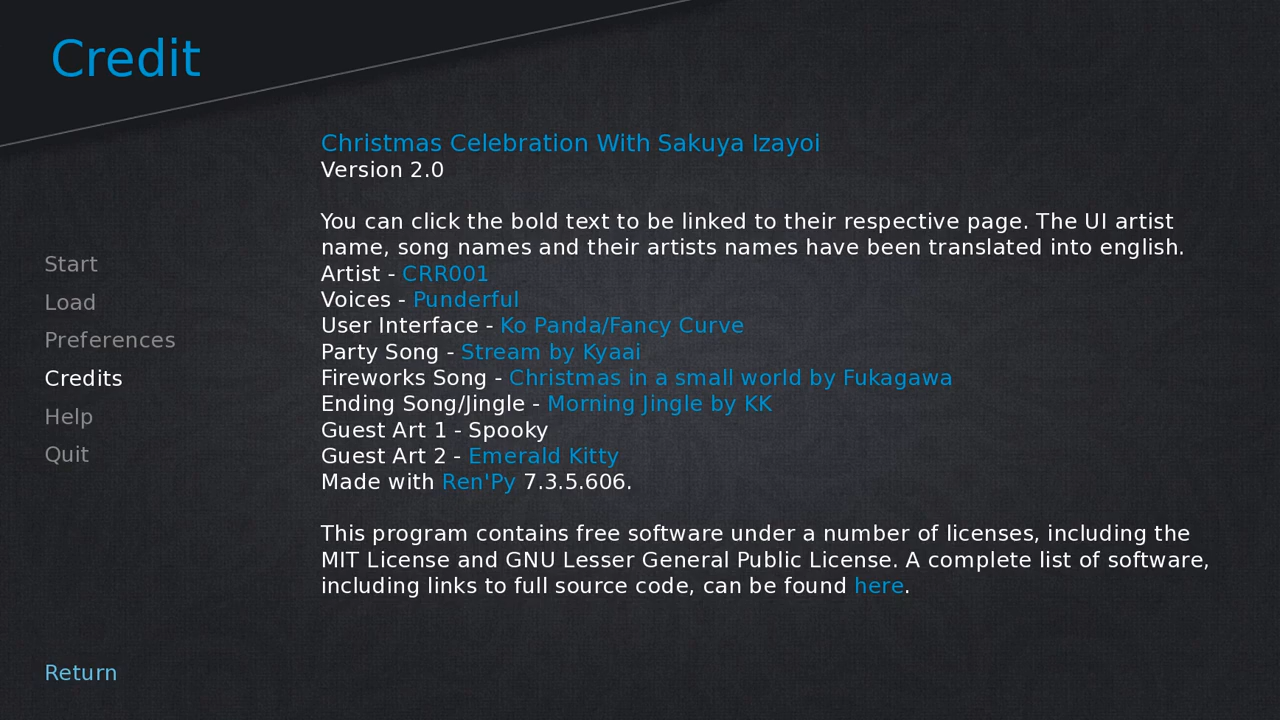 Credit
Christmas Celebration With Sakuya Izayoi
Version 2.0
You can click the bold text to be linked to their respective page. The UI artist
name, song names and their artists names have been translated into english.
Artist - CRR001
Voices - Punderful
User Interface - Ko Panda/Fancy Curve
Party Song - Stream by Kyaai
Fireworks Song - Christmas in a small world by Fukagawa
Ending Song/Jingle - Morning Jingle by KK
Guest Art 1 - Spooky
Guest Art 2 - Emerald Kitty
Made with Ren'Py 7.3.5.606.
This program contains free software under a number of licenses, including the
MIT License and GNU Lesser General Public License. A complete list of software,
including links to full source code, can be found here.
Start
Load
Preferences
Credits
Help
Quit
Return